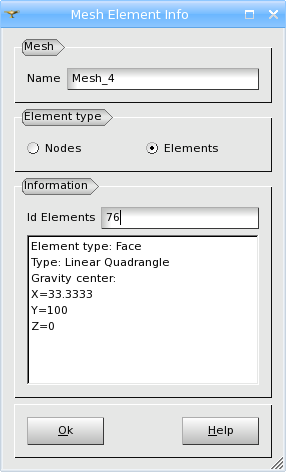 Mesh Element Info
Mesh
Name Mesh_4
Element type
Nodes Elements
Information
Id Elements 76
Element type: Face
Type: Linear Quadrangle
Gravity center:
X=33.3333
Y=100
Z=0
Ok Help